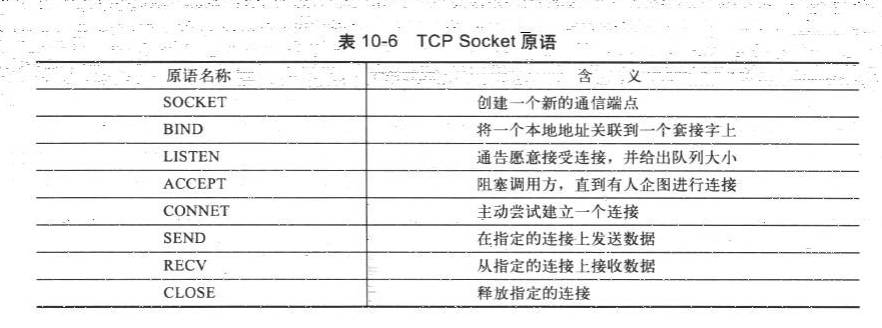 表 10-6 TCP Socket 原语
原语名称 含 义
SOCKET 创建一个新的通信端点
BIND 将一个本地地址关联到一个套接字上
LISTEN 通告愿意接受连接，并给出队列大小
ACCEPT 阻塞调用方，直到有人企图进行连接
CONNET 主动尝试建立一个连接
SEND 在指定的连接上发送数据
RECV 从指定的连接上接收数据
CLOSE 释放指定的连接